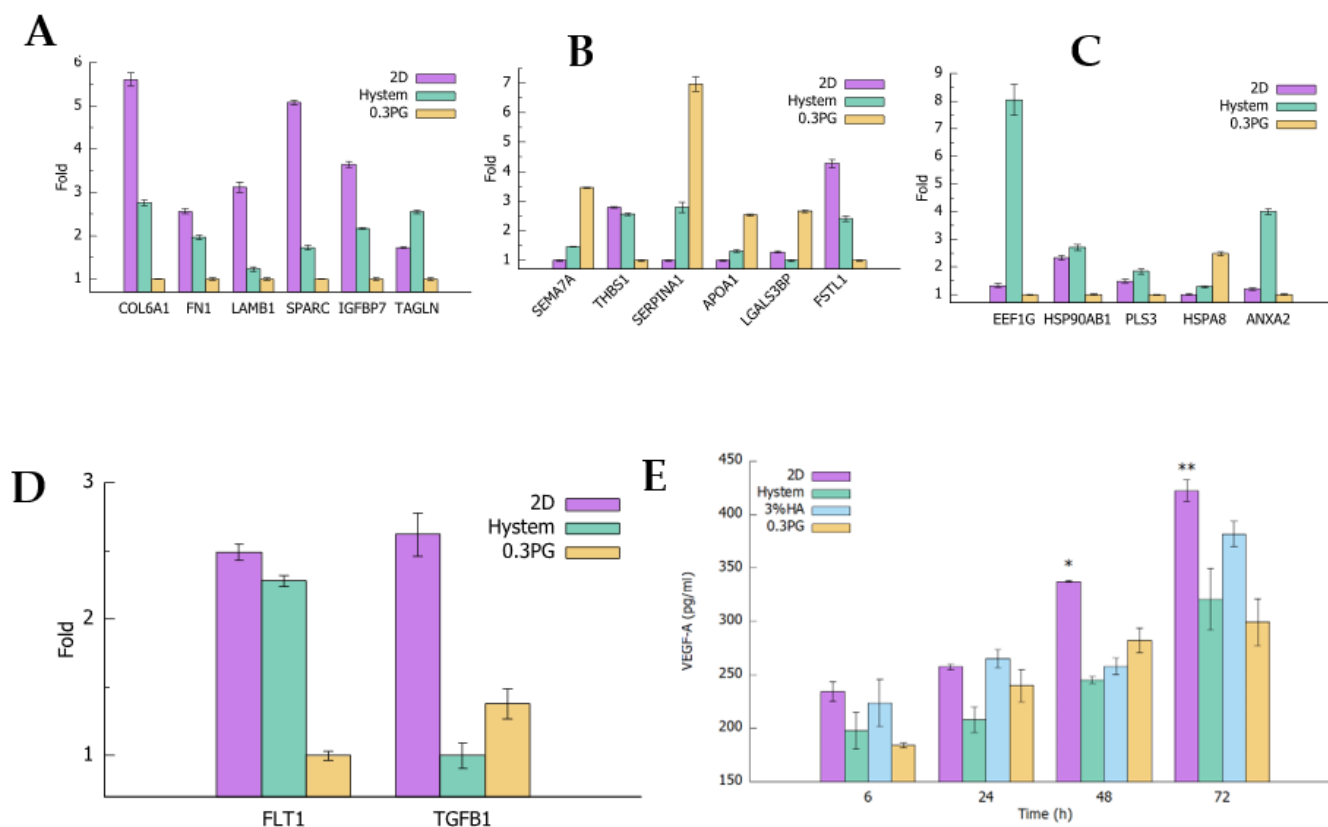 A
6
5
4
3
2
1
Fold
2D
Hystem
0.3PG
COL6A1 FN1 LAMB1 SPARC IGFBP7 TAGLN
B
7
6
5
4
3
2
1
Fold
2D
Hystem
0.3PG
SEMA7A THBS1 SERPINA1 APOA1 LGALS3BP FSTL1
C
9
8
7
6
5
4
3
2
1
Fold
2D
Hystem
0.3PG
EEF1G HSP90AB1 PLS3 HSPA8 ANXA2
D
3
2
1
Fold
2D
Hystem
0.3PG
FLT1 TGFB1
E
450
400
350
300
250
200
150
VEGF-A (pg/ml)
2D
Hystem
3%HA
0.3PG
*
**
6 24 48 72
Time (h)